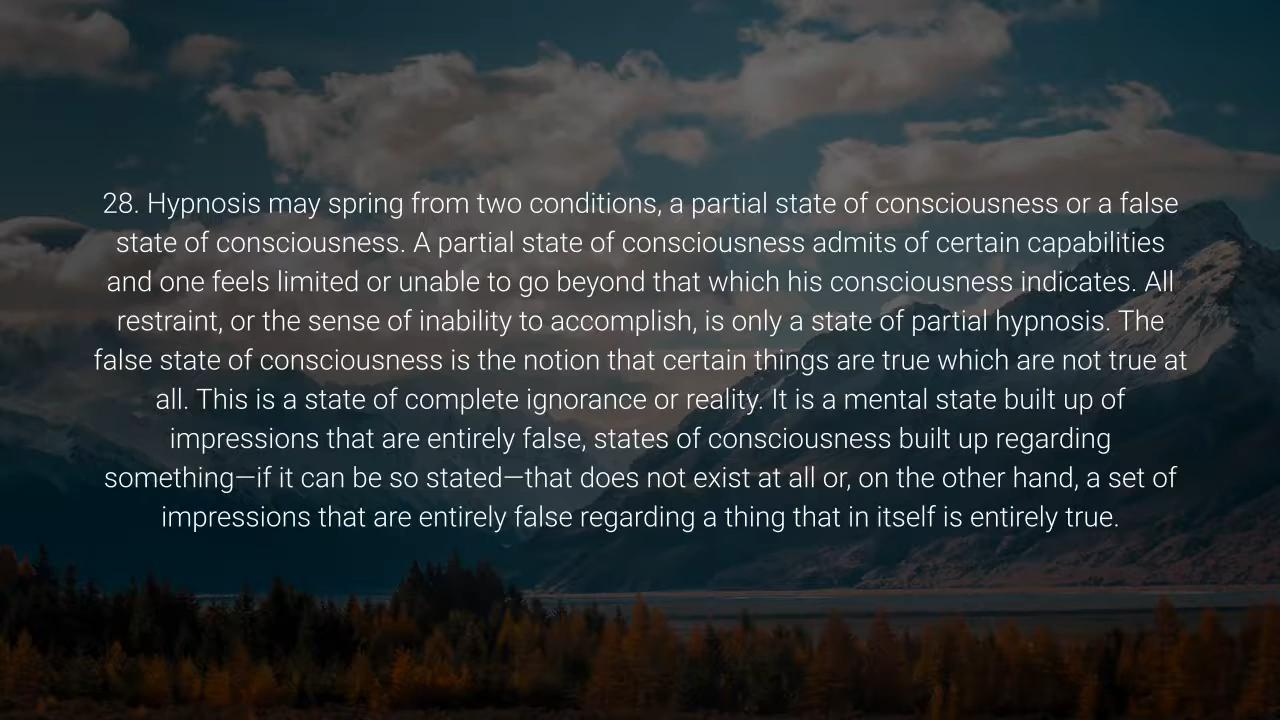 28. Hypnosis may spring from two conditions, a partial state of consciousness or a false
state of consciousness. A partial state of consciousness admits of certain capabilities
and one feels limited or unable to go beyond that which his consciousness indicates. All
restraint, or the sense of inability to accomplish, is only a state of partial hypnosis. The
false state of consciousness is the notion that certain things are true which are not true at
all. This is a state of complete ignorance or reality. It is a mental state built up of
impressions that are entirely false, states of consciousness built up regarding
something—if it can be so stated—that does not exist at all or, on the other hand, a set of
impressions that are entirely false regarding a thing that in itself is entirely true.